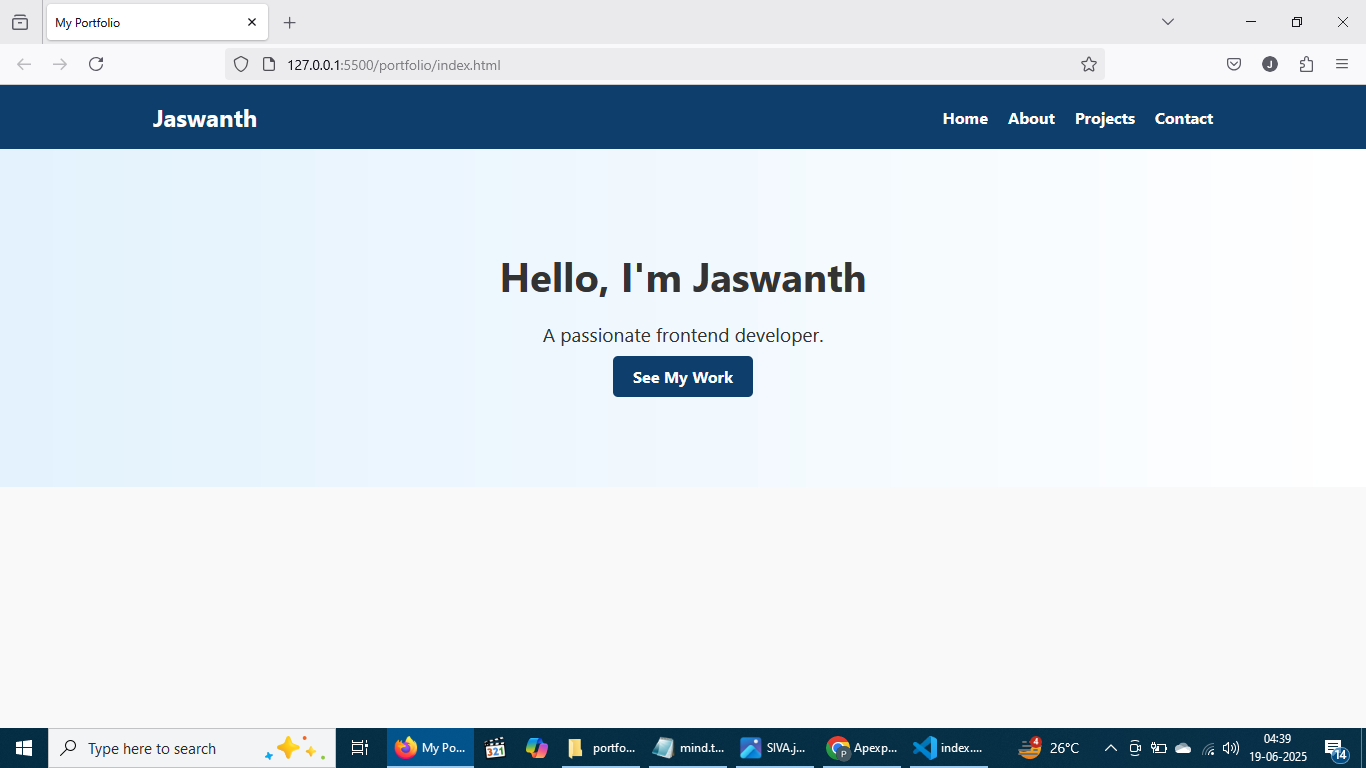 My Portfolio
127.0.0.1:5500/portfolio/index.html
J
Jaswanth
Home About Projects Contact
Hello, I'm Jaswanth
A passionate frontend developer.
See My Work
Type here to search
My Po...
321
portfo...
mind.t...
SIVA.j...
P
Apexp...
index....
4
26°C
04:39
19-06-2025
14